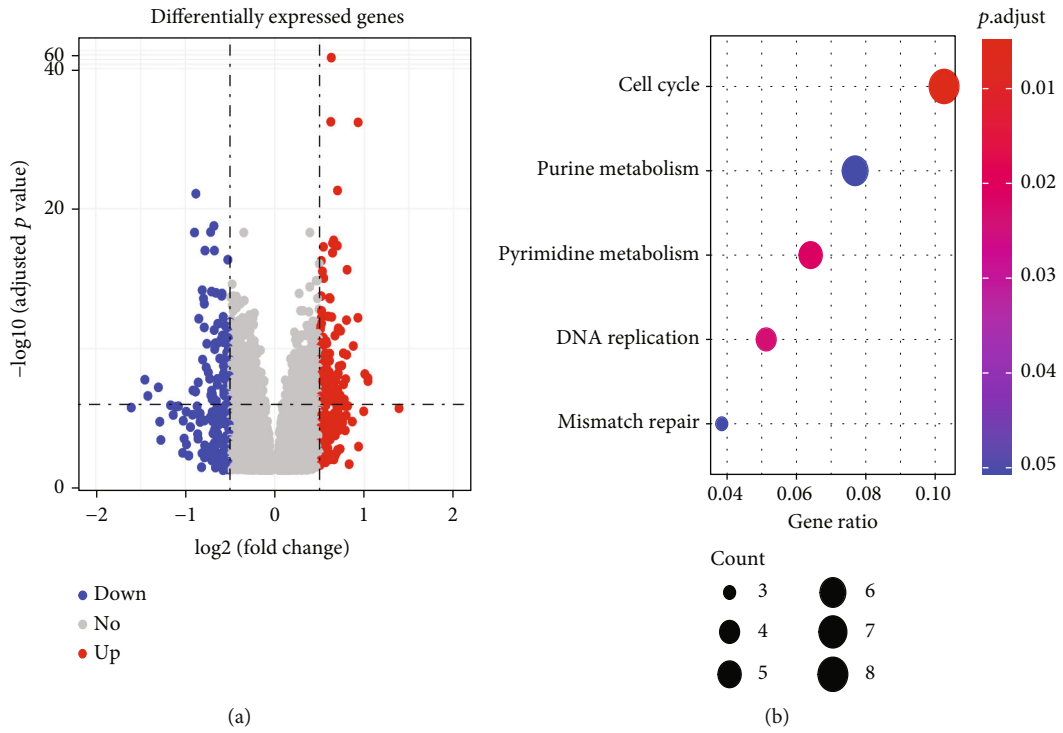 Differentially expressed genes
60
40
20
0
−log10 (adjusted p value)
−2
−1
0
1
2
log2 (fold change)
Down
No
Up
(a)
p.adjust
Cell cycle
Purine metabolism
Pyrimidine metabolism
DNA replication
Mismatch repair
0.04
0.06
0.08
0.10
Gene ratio
0.01
0.02
0.03
0.04
0.05
Count
3
6
4
7
5
8
(b)